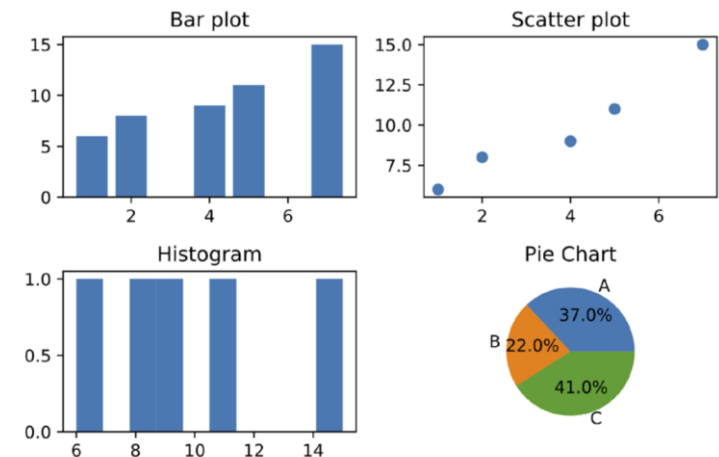 Bar plot
15
10
5
0
2 4 6
Scatter plot
15.0
12.5
10.0
7.5
2 4 6
Histogram
1.0
0.5
0.0
6 8 10 12 14
Pie Chart
A
37.0%
B 22.0%
41.0%
C